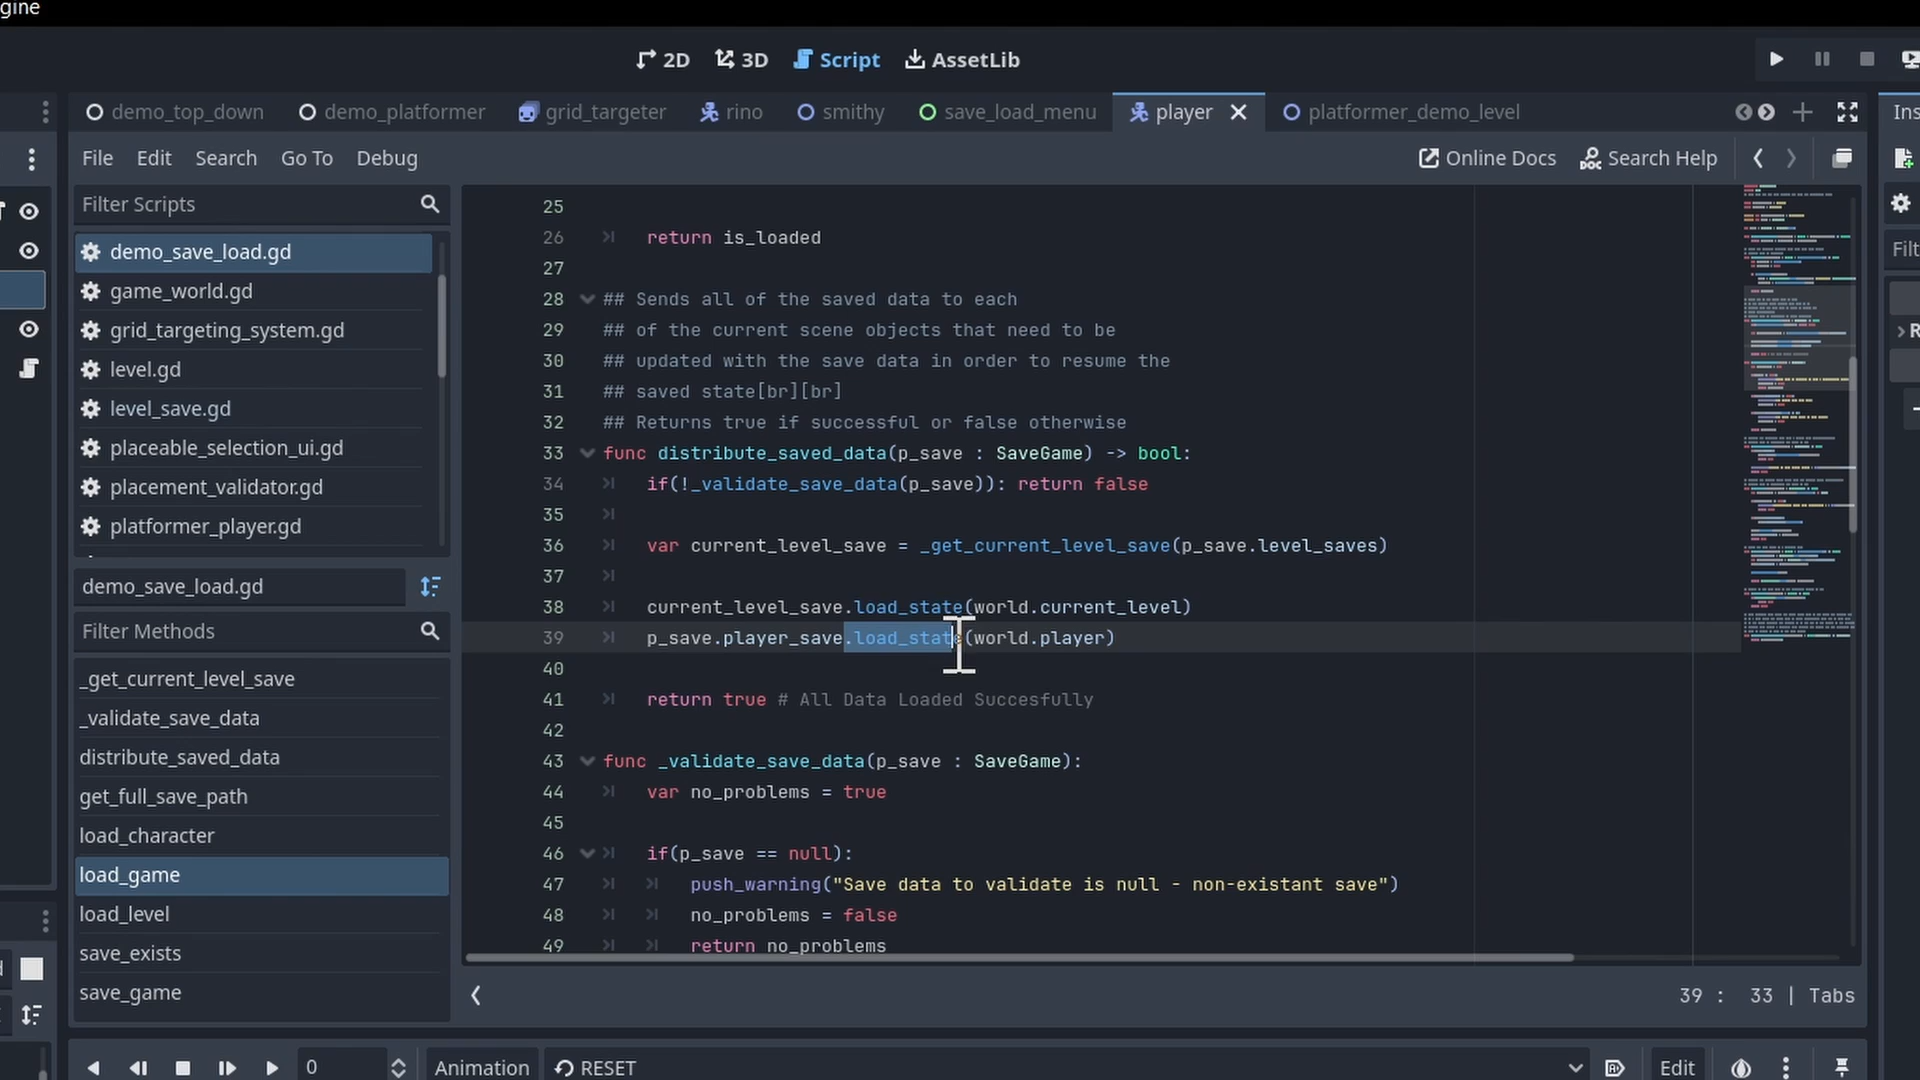 gine
2D 3D Script AssetLib
demo_top_down demo_platformer grid_targeter rino smithy save_load_menu player platformer_demo_level
Ins
File Edit Search Go To Debug Online Docs Search Help
Filter Scripts
demo_save_load.gd
game_world.gd
grid_targeting_system.gd
level.gd
level_save.gd
placeable_selection_ui.gd
placement_validator.gd
platformer_player.gd
demo_save_load.gd
Filter Methods
_get_current_level_save
_validate_save_data
distribute_saved_data
get_full_save_path
load_character
load_game
load_level
save_exists
save_game
25
26 return is_loaded
27
28 ## Sends all of the saved data to each
29 ## of the current scene objects that need to be
30 ## updated with the save data in order to resume the
31 ## saved state[br][br]
32 ## Returns true if successful or false otherwise
33 func distribute_saved_data(p_save : SaveGame) -> bool:
34 if(!_validate_save_data(p_save)): return false
35
36 var current_level_save = _get_current_level_save(p_save.level_saves)
37
38 current_level_save.load_state(world.current_level)
39 p_save.player_save.load_state(world.player)
40
41 return true # All Data Loaded Succesfully
42
43 func _validate_save_data(p_save : SaveGame):
44 var no_problems = true
45
46 if(p_save == null):
47 push_warning("Save data to validate is null - non-existant save")
48 no_problems = false
49 return no_problems
39 : 33 | Tabs
Filt
R
0 Animation RESET Edit